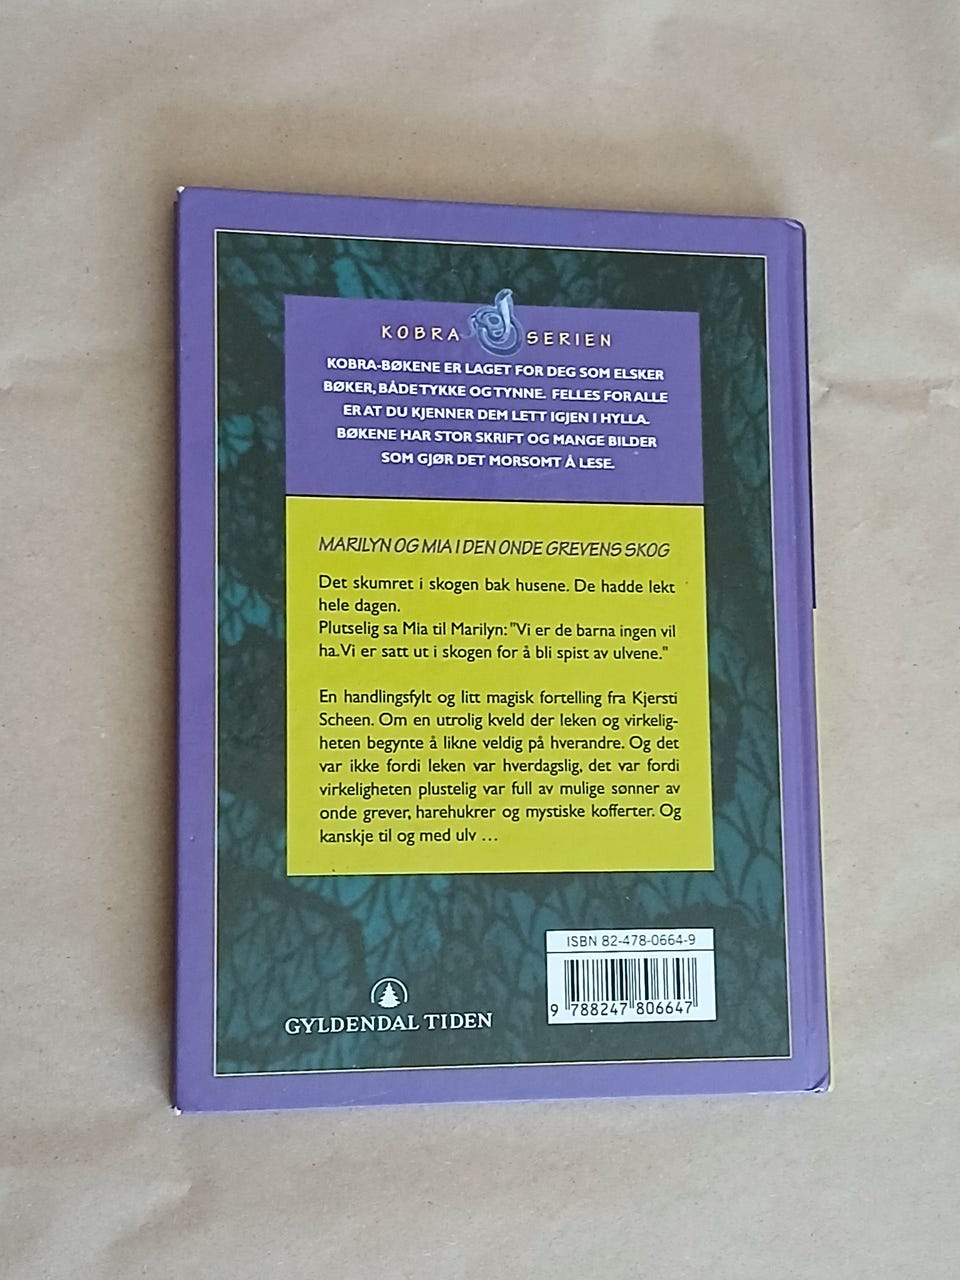 KOBRA SERIEN
KOBRA-BØKENE ER LAGET FOR DEG SOM ELSKER
BØKER, BÅDE TYKKE OG TYNNE. FELLES FOR ALLE
ER AT DU KJENNER DEM LETT IGJEN I HYLLA.
BØKENE HAR STOR SKRIFT OG MANGE BILDER
SOM GJØR DET MORSOMT Å LESE.
MARILYN OG MIA I DEN ONDE GREVENS SKOG
Det skumret i skogen bak husene. De hadde lekt
hele dagen.
Plutselig sa Mia til Marilyn: "Vi er de barna ingen vil
ha. Vi er satt ut i skogen for å bli spist av ulvene."
En handlingsfylt og litt magisk fortelling fra Kjersti
Scheen. Om en utrolig kveld der leken og virkelig-
heten begynte å likne veldig på hverandre. Og det
var ikke fordi leken var hverdagslig, det var fordi
virkeligheten plustelig var full av mulige sønner av
onde grever, harehukrer og mystiske kofferter. Og
kanskje til og med ulv ...
ISBN 82-478-0664-9
9 788247 806647
GYLDENDAL TIDEN